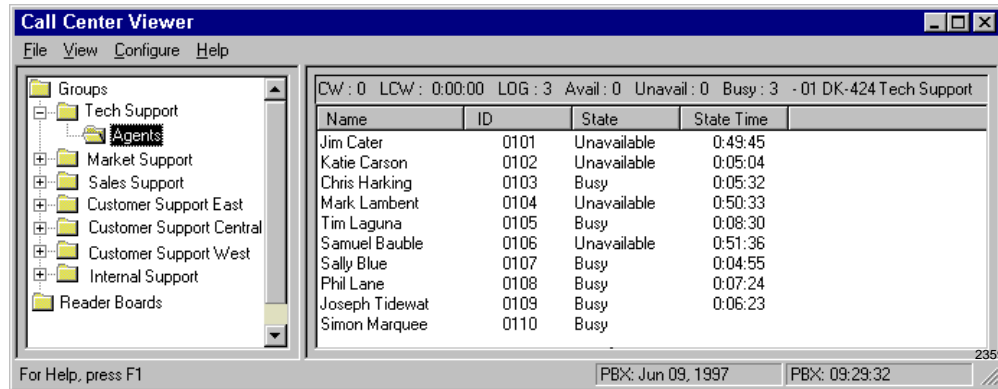 Call Center Viewer
File View Configure Help
Groups
Tech Support
Agents
Market Support
Sales Support
Customer Support East
Customer Support Central
Customer Support West
Internal Support
Reader Boards
CW : 0 LCW : 0:00:00 LOG : 3 Avail : 0 Unavail : 0 Busy : 3 - 01 DK-424 Tech Support
Name ID State State Time
Jim Cater 0101 Unavailable 0:49:45
Katie Carson 0102 Unavailable 0:05:04
Chris Harking 0103 Busy 0:05:32
Mark Lambent 0104 Unavailable 0:50:33
Tim Laguna 0105 Busy 0:08:30
Samuel Bauble 0106 Unavailable 0:51:36
Sally Blue 0107 Busy 0:04:55
Phil Lane 0108 Busy 0:07:24
Joseph Tidewat 0109 Busy 0:06:23
Simon Marquee 0110 Busy
235
For Help, press F1 PBX: Jun 09, 1997 PBX: 09:29:32